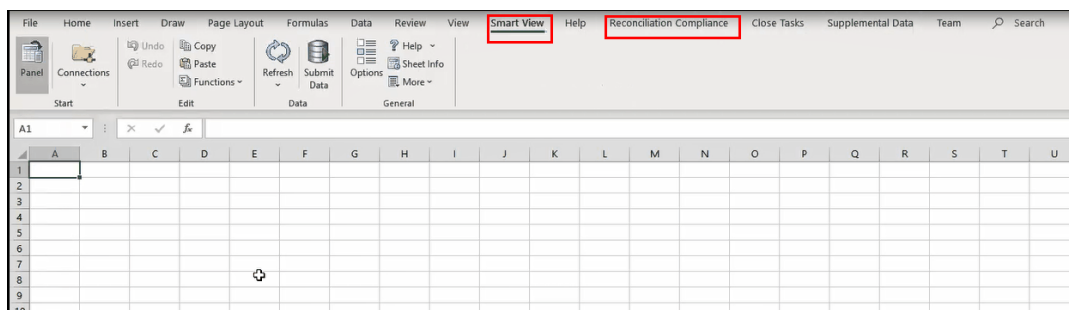 File Home Insert Draw Page Layout Formulas Data Review View Smart View Help Reconciliation Compliance Close Tasks Supplemental Data Team Search
Undo Copy ? Help
Redo Paste Sheet Info
Panel Connections Functions Refresh Submit Data Options More
Start Edit Data General
A1 fx
A B C D E F G H I J K L M N O P Q R S T U
1
2
3
4
5
6
7
8
9
10